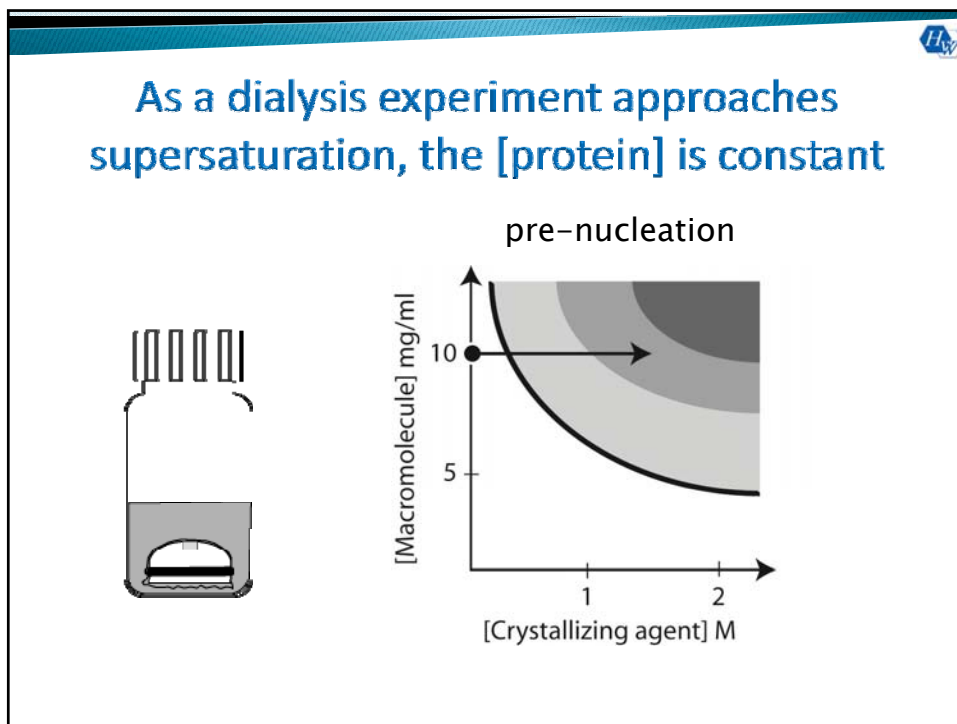 HW
As a dialysis experiment approaches
supersaturation, the [protein] is constant
pre-nucleation
[Macromolecule] mg/ml
10
5
1 2
[Crystallizing agent] M